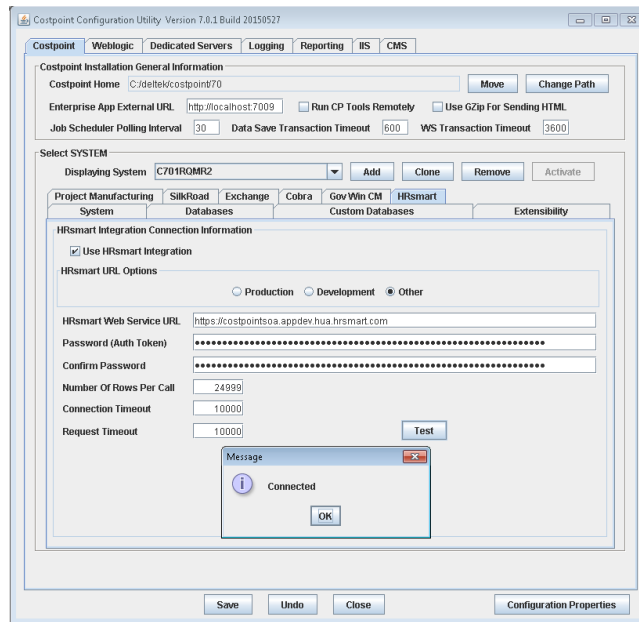 Costpoint Configuration Utility Version 7.0.1 Build 20150527
Costpoint Weblogic Dedicated Servers Logging Reporting IIS CMS
Costpoint Installation General Information
Costpoint Home C:/deltek/costpoint/70 Move Change Path
Enterprise App External URL http://localhost:7009 Run CP Tools Remotely Use GZip For Sending HTML
Job Scheduler Polling Interval 30 Data Save Transaction Timeout 600 WS Transaction Timeout 3600
Select SYSTEM
Displaying System C701RQMR2 Add Clone Remove Activate
Project Manufacturing SilkRoad Exchange Cobra Gov Win CM HRsmart
System Databases Custom Databases Extensibility
HRsmart Integration Connection Information
Use HRsmart Integration
HRsmart URL Options
Production Development Other
HRsmart Web Service URL https://costpointsoa.appdev.hua.hrsmart.com
Password (Auth Token)
Confirm Password
Number Of Rows Per Call 24999
Connection Timeout 10000
Request Timeout 10000 Test
Message
i Connected
OK
Save Undo Close Configuration Properties